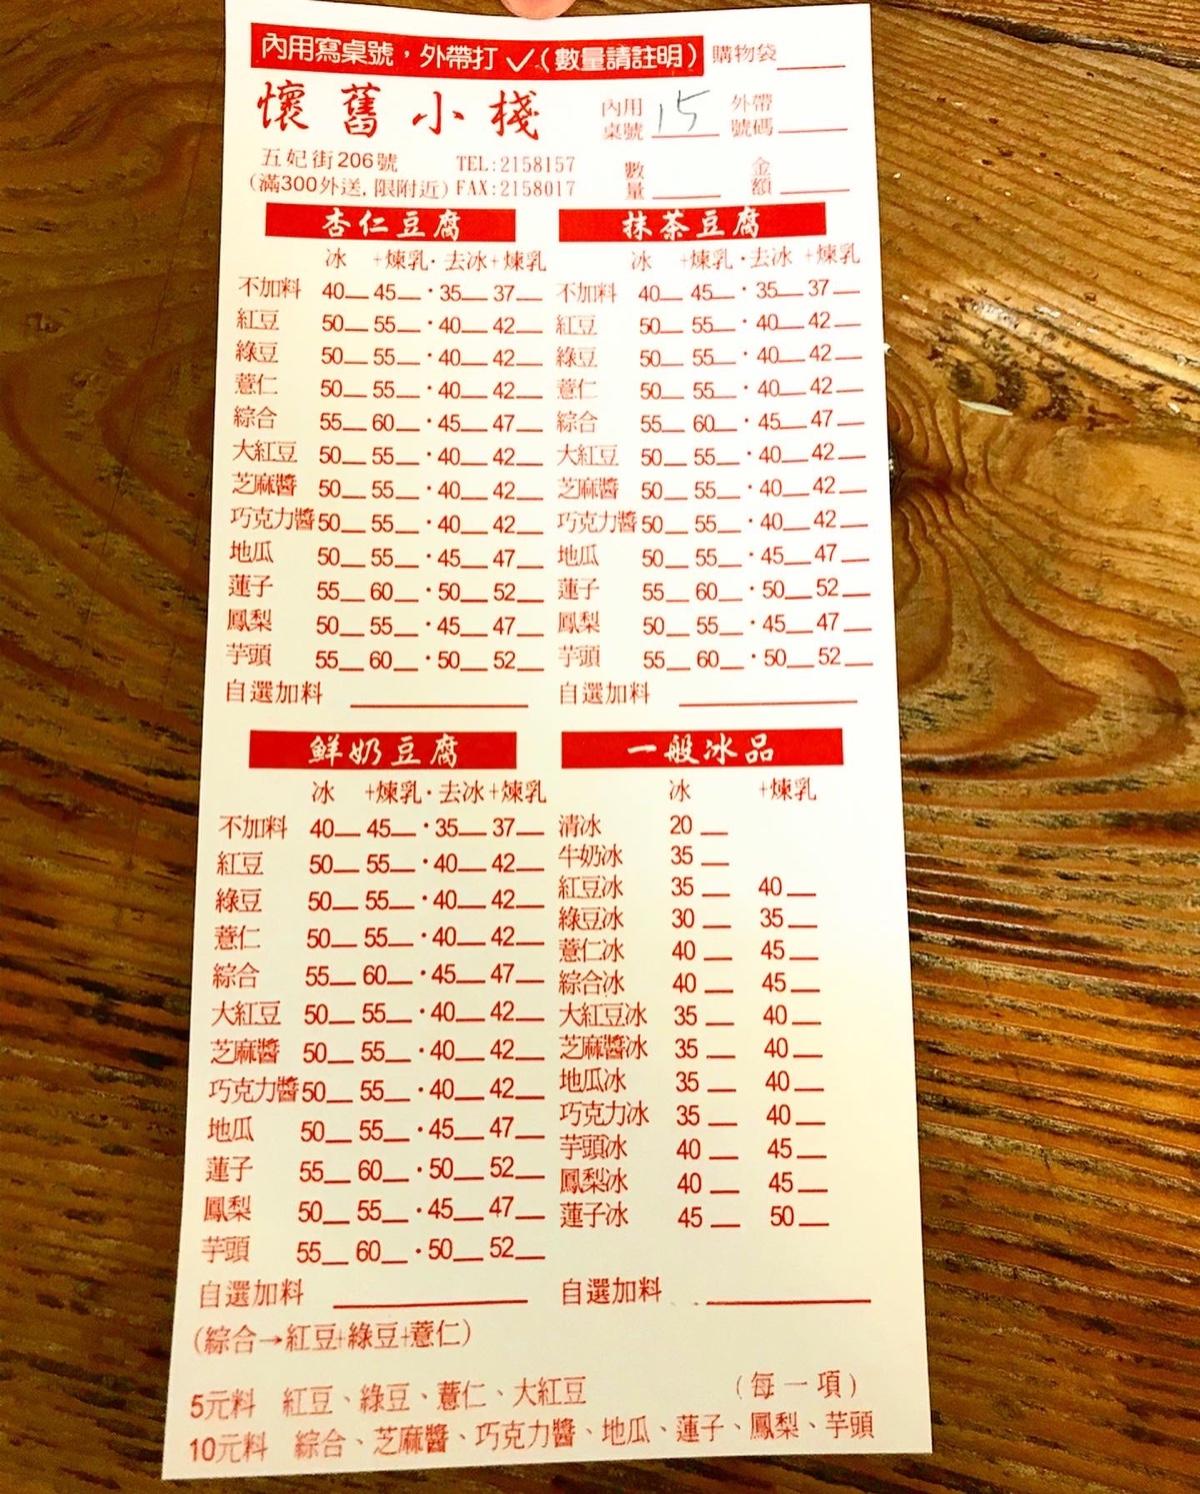 內用寫桌號，外帶打✓(數量請註明) 購物袋
懷舊小棧 內用桌號 15 外帶號碼
五妃街206號 TEL:2158157
(滿300外送,限附近) FAX:2158017 數量 金額
杏仁豆腐 抹茶豆腐
冰 +煉乳·去冰+煉乳 冰 +煉乳·去冰+煉乳
不加料 40 45 ·35 37 不加料 40 45 ·35 37
紅豆 50 55 ·40 42 紅豆 50 55 ·40 42
綠豆 50 55 ·40 42 綠豆 50 55 ·40 42
薏仁 50 55 ·40 42 薏仁 50 55 ·40 42
綜合 55 60 ·45 47 綜合 55 60 ·45 47
大紅豆 50 55 ·40 42 大紅豆 50 55 ·40 42
芝麻醬 50 55 ·40 42 芝麻醬 50 55 ·40 42
巧克力醬 50 55 ·40 42 巧克力醬 50 55 ·40 42
地瓜 50 55 ·45 47 地瓜 50 55 ·45 47
蓮子 55 60 ·50 52 蓮子 55 60 ·50 52
鳳梨 50 55 ·45 47 鳳梨 50 55 ·45 47
芋頭 55 60 ·50 52 芋頭 55 60 ·50 52
自選加料 自選加料
鮮奶豆腐
冰 +煉乳·去冰+煉乳
不加料 40 45 ·35 37
紅豆 50 55 ·40 42
綠豆 50 55 ·40 42
薏仁 50 55 ·40 42
綜合 55 60 ·45 47
大紅豆 50 55 ·40 42
芝麻醬 50 55 ·40 42
巧克力醬 50 55 ·40 42
地瓜 50 55 ·45 47
蓮子 55 60 ·50 52
鳳梨 50 55 ·45 47
芋頭 55 60 ·50 52
自選加料
一般冰品
冰 +煉乳
清冰 20
牛奶冰 35
紅豆冰 35 40
綠豆冰 30 35
薏仁冰 40 45
綜合冰 40 45
大紅豆冰 35 40
芝麻醬冰 35 40
地瓜冰 35 40
巧克力冰 35 40
芋頭冰 40 45
鳳梨冰 40 45
蓮子冰 45 50
自選加料
(綜合→紅豆+綠豆+薏仁)
5元料 紅豆、綠豆、薏仁、大紅豆 (每一項)
10元料 綜合、芝麻醬、巧克力醬、地瓜、蓮子、鳳梨、芋頭